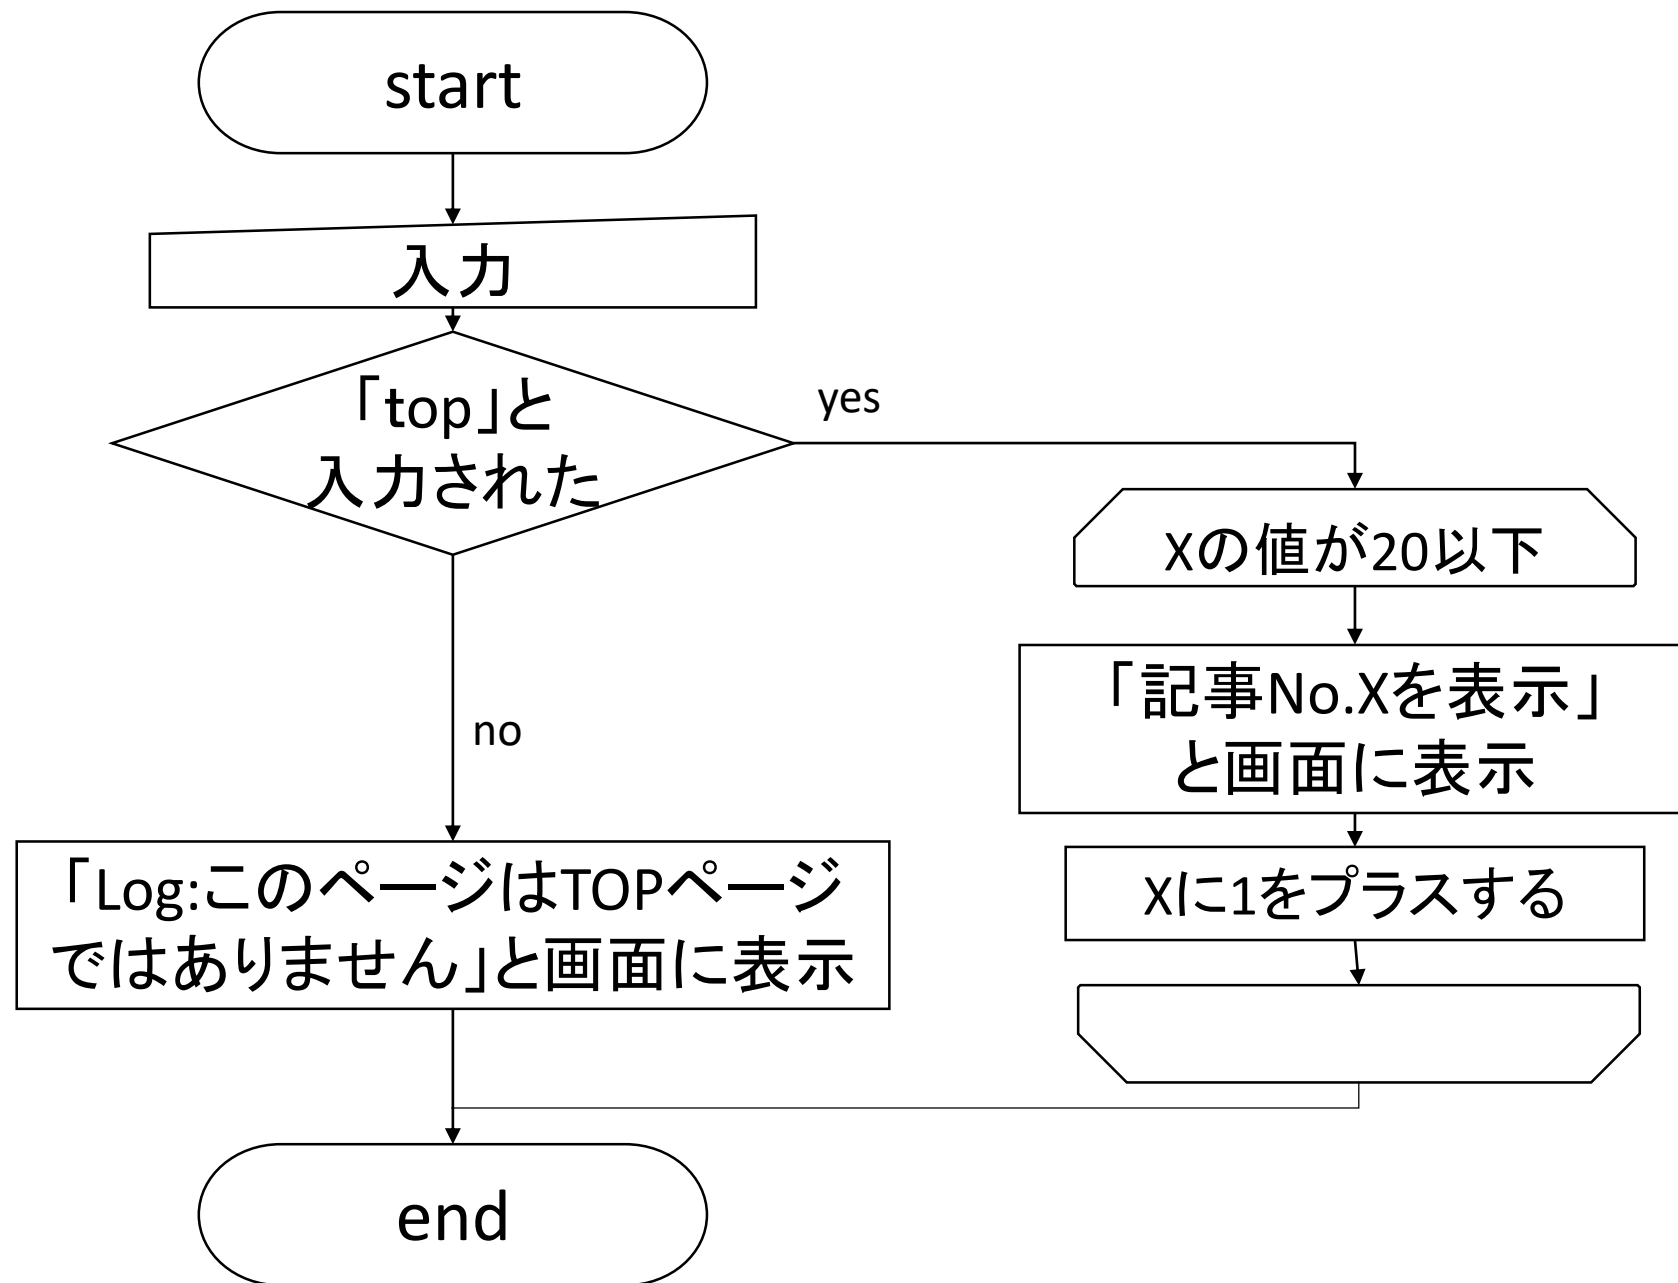 start
入力
「top」と
入力された
yes
Xの値が20以下
「記事No.Xを表示」
と画面に表示
no
Xに1をプラスする
「Log:このページはTOPページ
ではありません」と画面に表示
end